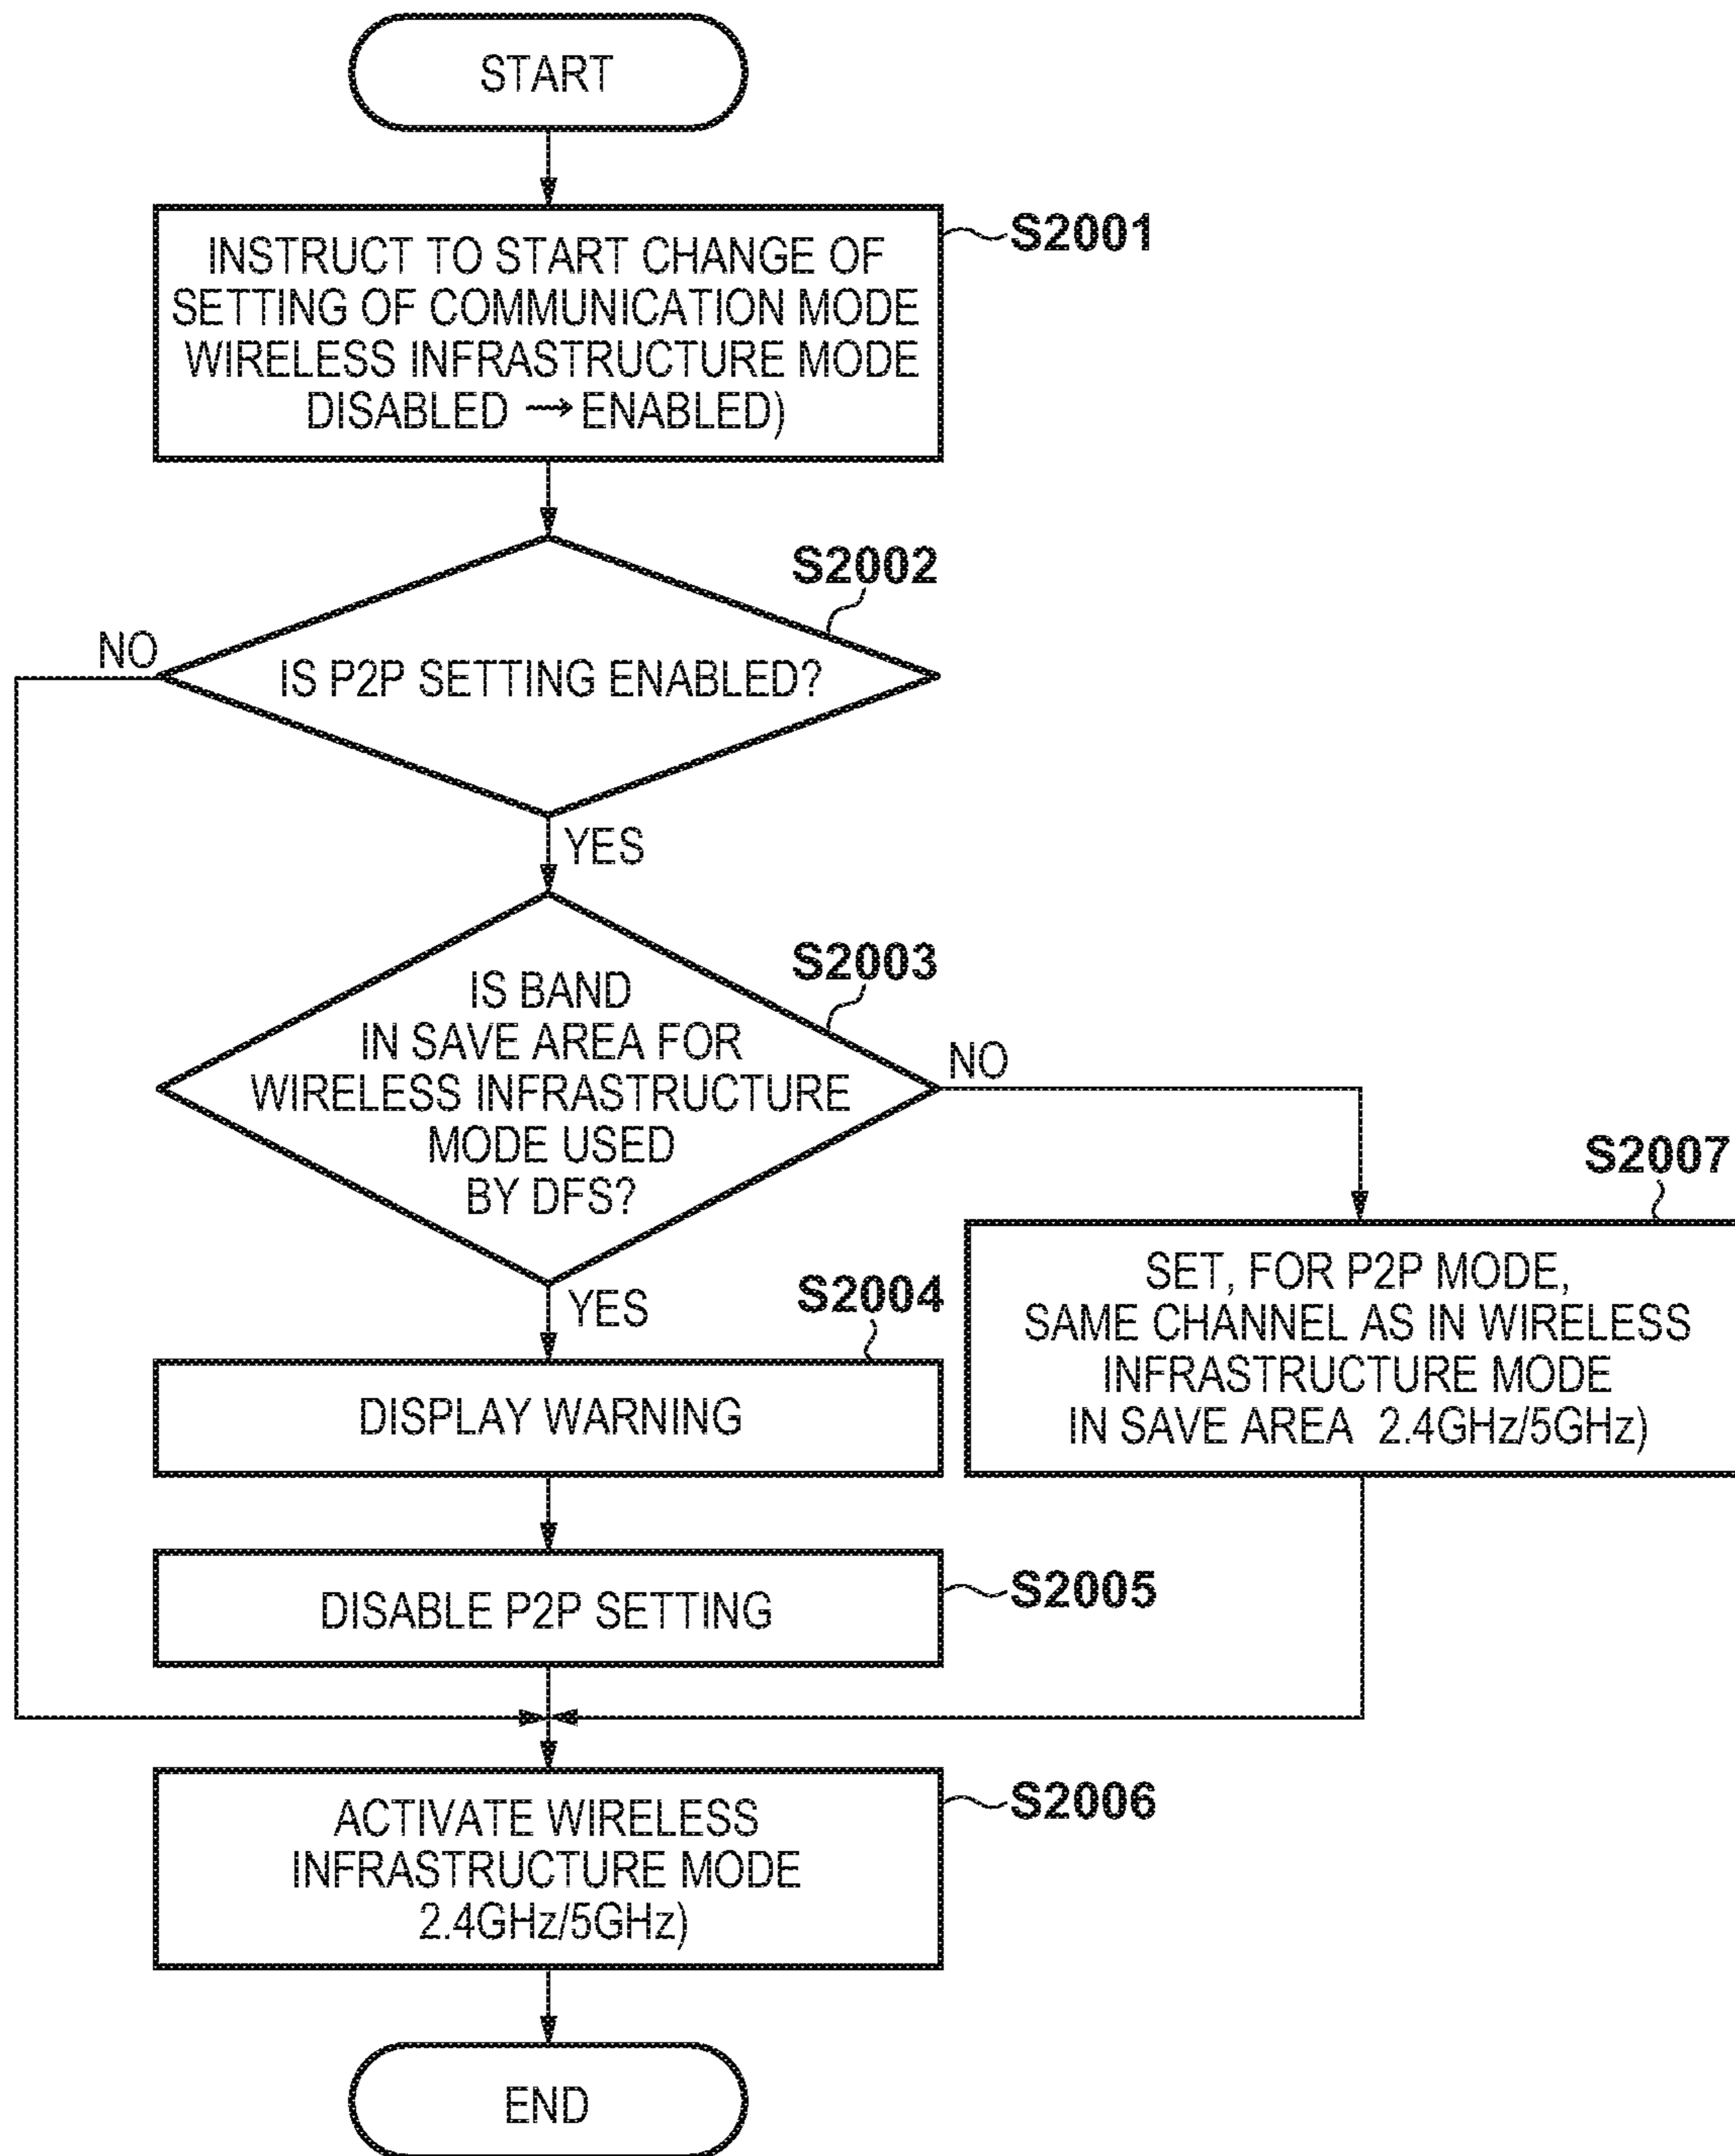 START
INSTRUCT TO START CHANGE OF
SETTING OF COMMUNICATION MODE
WIRELESS INFRASTRUCTURE MODE
DISABLED → ENABLED)
S2001
S2002
IS P2P SETTING ENABLED?
NO
YES
S2003
IS BAND
IN SAVE AREA FOR
WIRELESS INFRASTRUCTURE
MODE USED
BY DFS?
NO
YES
S2007
SET, FOR P2P MODE,
SAME CHANNEL AS IN WIRELESS
INFRASTRUCTURE MODE
IN SAVE AREA 2.4GHz/5GHz)
S2004
DISPLAY WARNING
DISABLE P2P SETTING
S2005
ACTIVATE WIRELESS
INFRASTRUCTURE MODE
2.4GHz/5GHz)
S2006
END